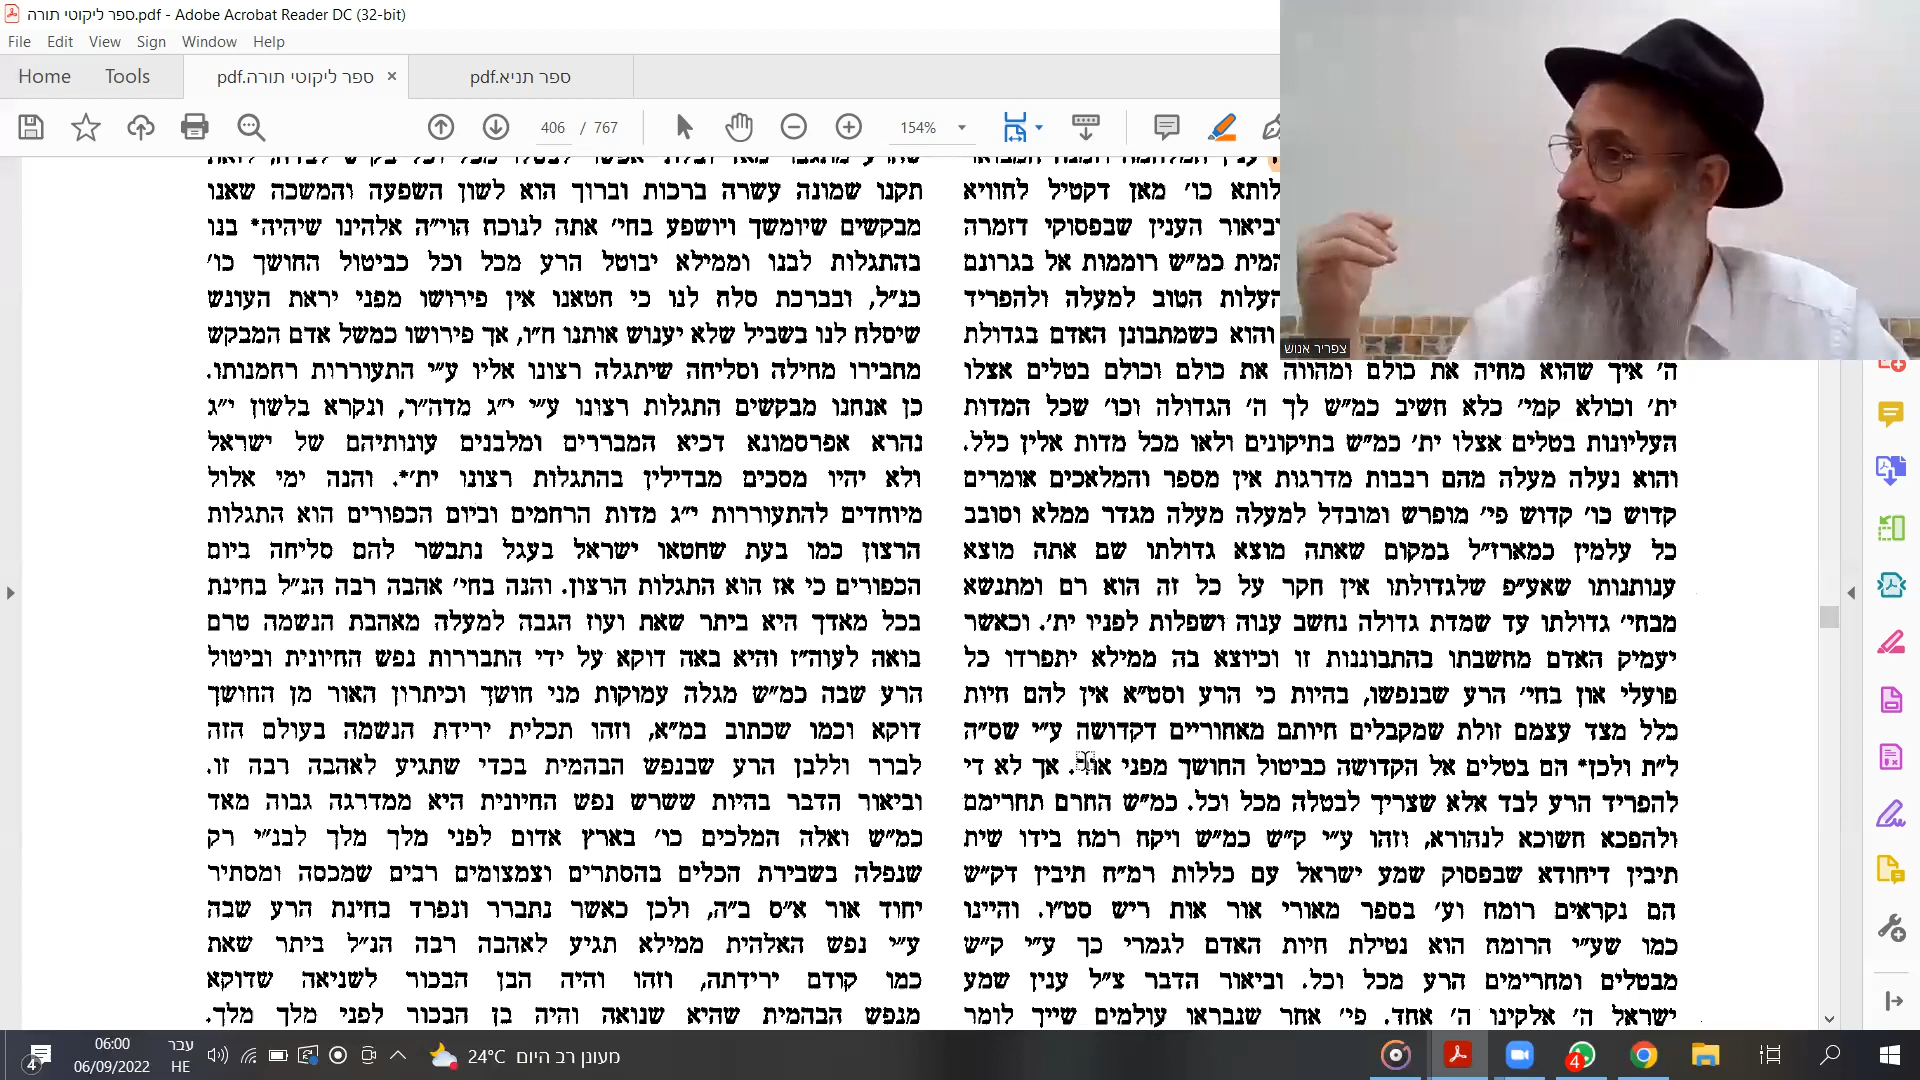 ספר ליקוטי תורה.pdf - Adobe Acrobat Reader DC (32-bit)
File Edit View Sign Window Help
Home Tools ספר ליקוטי תורה.pdf × ספר תניא.pdf
406 / 767 154%
צפריר אנוש
לותא כו׳ מאן דקטיל לחוויא
ביאור הענין שבפסוקי דזמרה
המית כמ״ש רוממות אל בגרונם
העלות הטוב למעלה ולהפריד
והוא כשמתבונן האדם בגדולת
ה׳ איך שהוא מחיה את כולם ומהווה את כולם וכולם בטלים אצלו
ית׳ וכולא קמי׳ כלא חשיב כמ״ש לך ה׳ הגדולה וכו׳ שכל המדות
העליונות בטלים אצלו ית׳ כמ״ש בתיקונים ולאו מכל מדות אלין כלל.
והוא נעלה מעלה מהם רבבות מדרגות אין מספר והמלאכים אומרים
קדוש כו׳ קדוש פי׳ מופרש ומובדל למעלה מעלה מגדר ממלא וסובב
כל עלמין כמארז״ל במקום שאתה מוצא גדולתו שם אתה מוצא
ענותנותו שאע״פ שלגדולתו אין חקר על כל זה הוא רם ומתנשא
מבחי׳ גדולתו עד שמדת גדולה נחשב ענוה ושפלות לפניו ית׳. וכאשר
יעמיק האדם מחשבתו בהתבוננות זו וכיוצא בה ממילא יתפרדו כל
פועלי און בחי׳ הרע שבנפשו, בהיות כי הרע וסט״א אין להם חיות
כלל מצד עצמם זולת שמקבלים חיותם מאחוריים דקדושה ע״י שס״ה
ל״ת ולכן* הם בטלים אל הקדושה כביטול החושך מפני אור. אך לא די
להפריד הרע לבד אלא שצריך לבטלה מכל וכל. כמ״ש החרם תחרימם
ולהפכא חשוכא לנהורא, וזהו ע״י ק״ש כמ״ש ויקח רמח בידו שית
תיבין דיחודא שבפסוק שמע ישראל עם כללות רמ״ח תיבין דק״ש
הם נקראים רומח וע׳ בספר מאורי אור אות ריש סט״ו. והיינו
כמו שע״י הרומח הוא נטילת חיות האדם לגמרי כך ע״י ק״ש
מבטלים ומחרימים הרע מכל וכל. וביאור הדבר צ״ל ענין שמע
ישראל ה׳ אלקינו ה׳ אחד. פי׳ אחר שנבראו עולמים שייך לומר
תקנו שמונה עשרה ברכות וברוך הוא לשון השפעה והמשכה שאנו
מבקשים שיומשך ויושפע בחי׳ אתה לנוכח הוי״ה אלהינו שיהיה* בנו
בהתגלות לבנו וממילא יבוטל הרע מכל וכל כביטול החושך כו׳
כנ״ל, ובברכת סלח לנו כי חטאנו אין פירושו מפני יראת העונש
שיסלח לנו בשביל שלא יענוש אותנו ח״ו, אך פירושו כמשל אדם המבקש
מחבירו מחילה וסליחה שיתגלה רצונו אליו ע״י התעוררות רחמנותו.
כן אנחנו מבקשים התגלות רצונו ע״י י״ג מדה״ר, ונקרא בלשון י״ג
נהרא אפרסמונא דכיא המבררים ומלבנים עונותיהם של ישראל
ולא יהיו מסכים מבדילין בהתגלות רצונו ית׳*. והנה ימי אלול
מיוחדים להתעוררות י״ג מדות הרחמים וביום הכפורים הוא התגלות
הרצון כמו בעת שחטאו ישראל בעגל נתבשר להם סליחה ביום
הכפורים כי אז הוא התגלות הרצון. והנה בחי׳ אהבה רבה הנ״ל בחינת
בכל מאדך היא ביתר שאת ועוז הגבה למעלה מאהבת הנשמה טרם
בואה לעוה״ז והיא באה דוקא על ידי התבררות נפש החיונית וביטול
הרע שבה כמ״ש מגלה עמוקות מני חושך וכיתרון האור מן החושך
דוקא וכמו שכתוב במ״א, וזהו תכלית ירידת הנשמה בעולם הזה
לברר וללבן הרע שבנפש הבהמית בכדי שתגיע לאהבה רבה זו.
וביאור הדבר בהיות ששרש נפש החיונית היא ממדרגה גבוה מאד
כמ״ש ואלה המלכים כו׳ בארץ אדום לפני מלך מלך לבנ״י רק
שנפלה בשבירת הכלים בהסתרים וצמצומים רבים שמכסה ומסתיר
יחוד אור א״ס ב״ה, ולכן כאשר נתברר ונפרד בחינת הרע שבה
ע״י נפש האלהית ממילא תגיע לאהבה רבה הנ״ל ביתר שאת
כמו קודם ירידתה, וזהו והיה הבן הבכור לשניאה שדוקא
מנפש הבהמית שהיא שנואה והיה בן הבכור לפני מלך מלך.
06:00
06/09/2022
עבר
HE
24°C מעונן רב היום
4
4